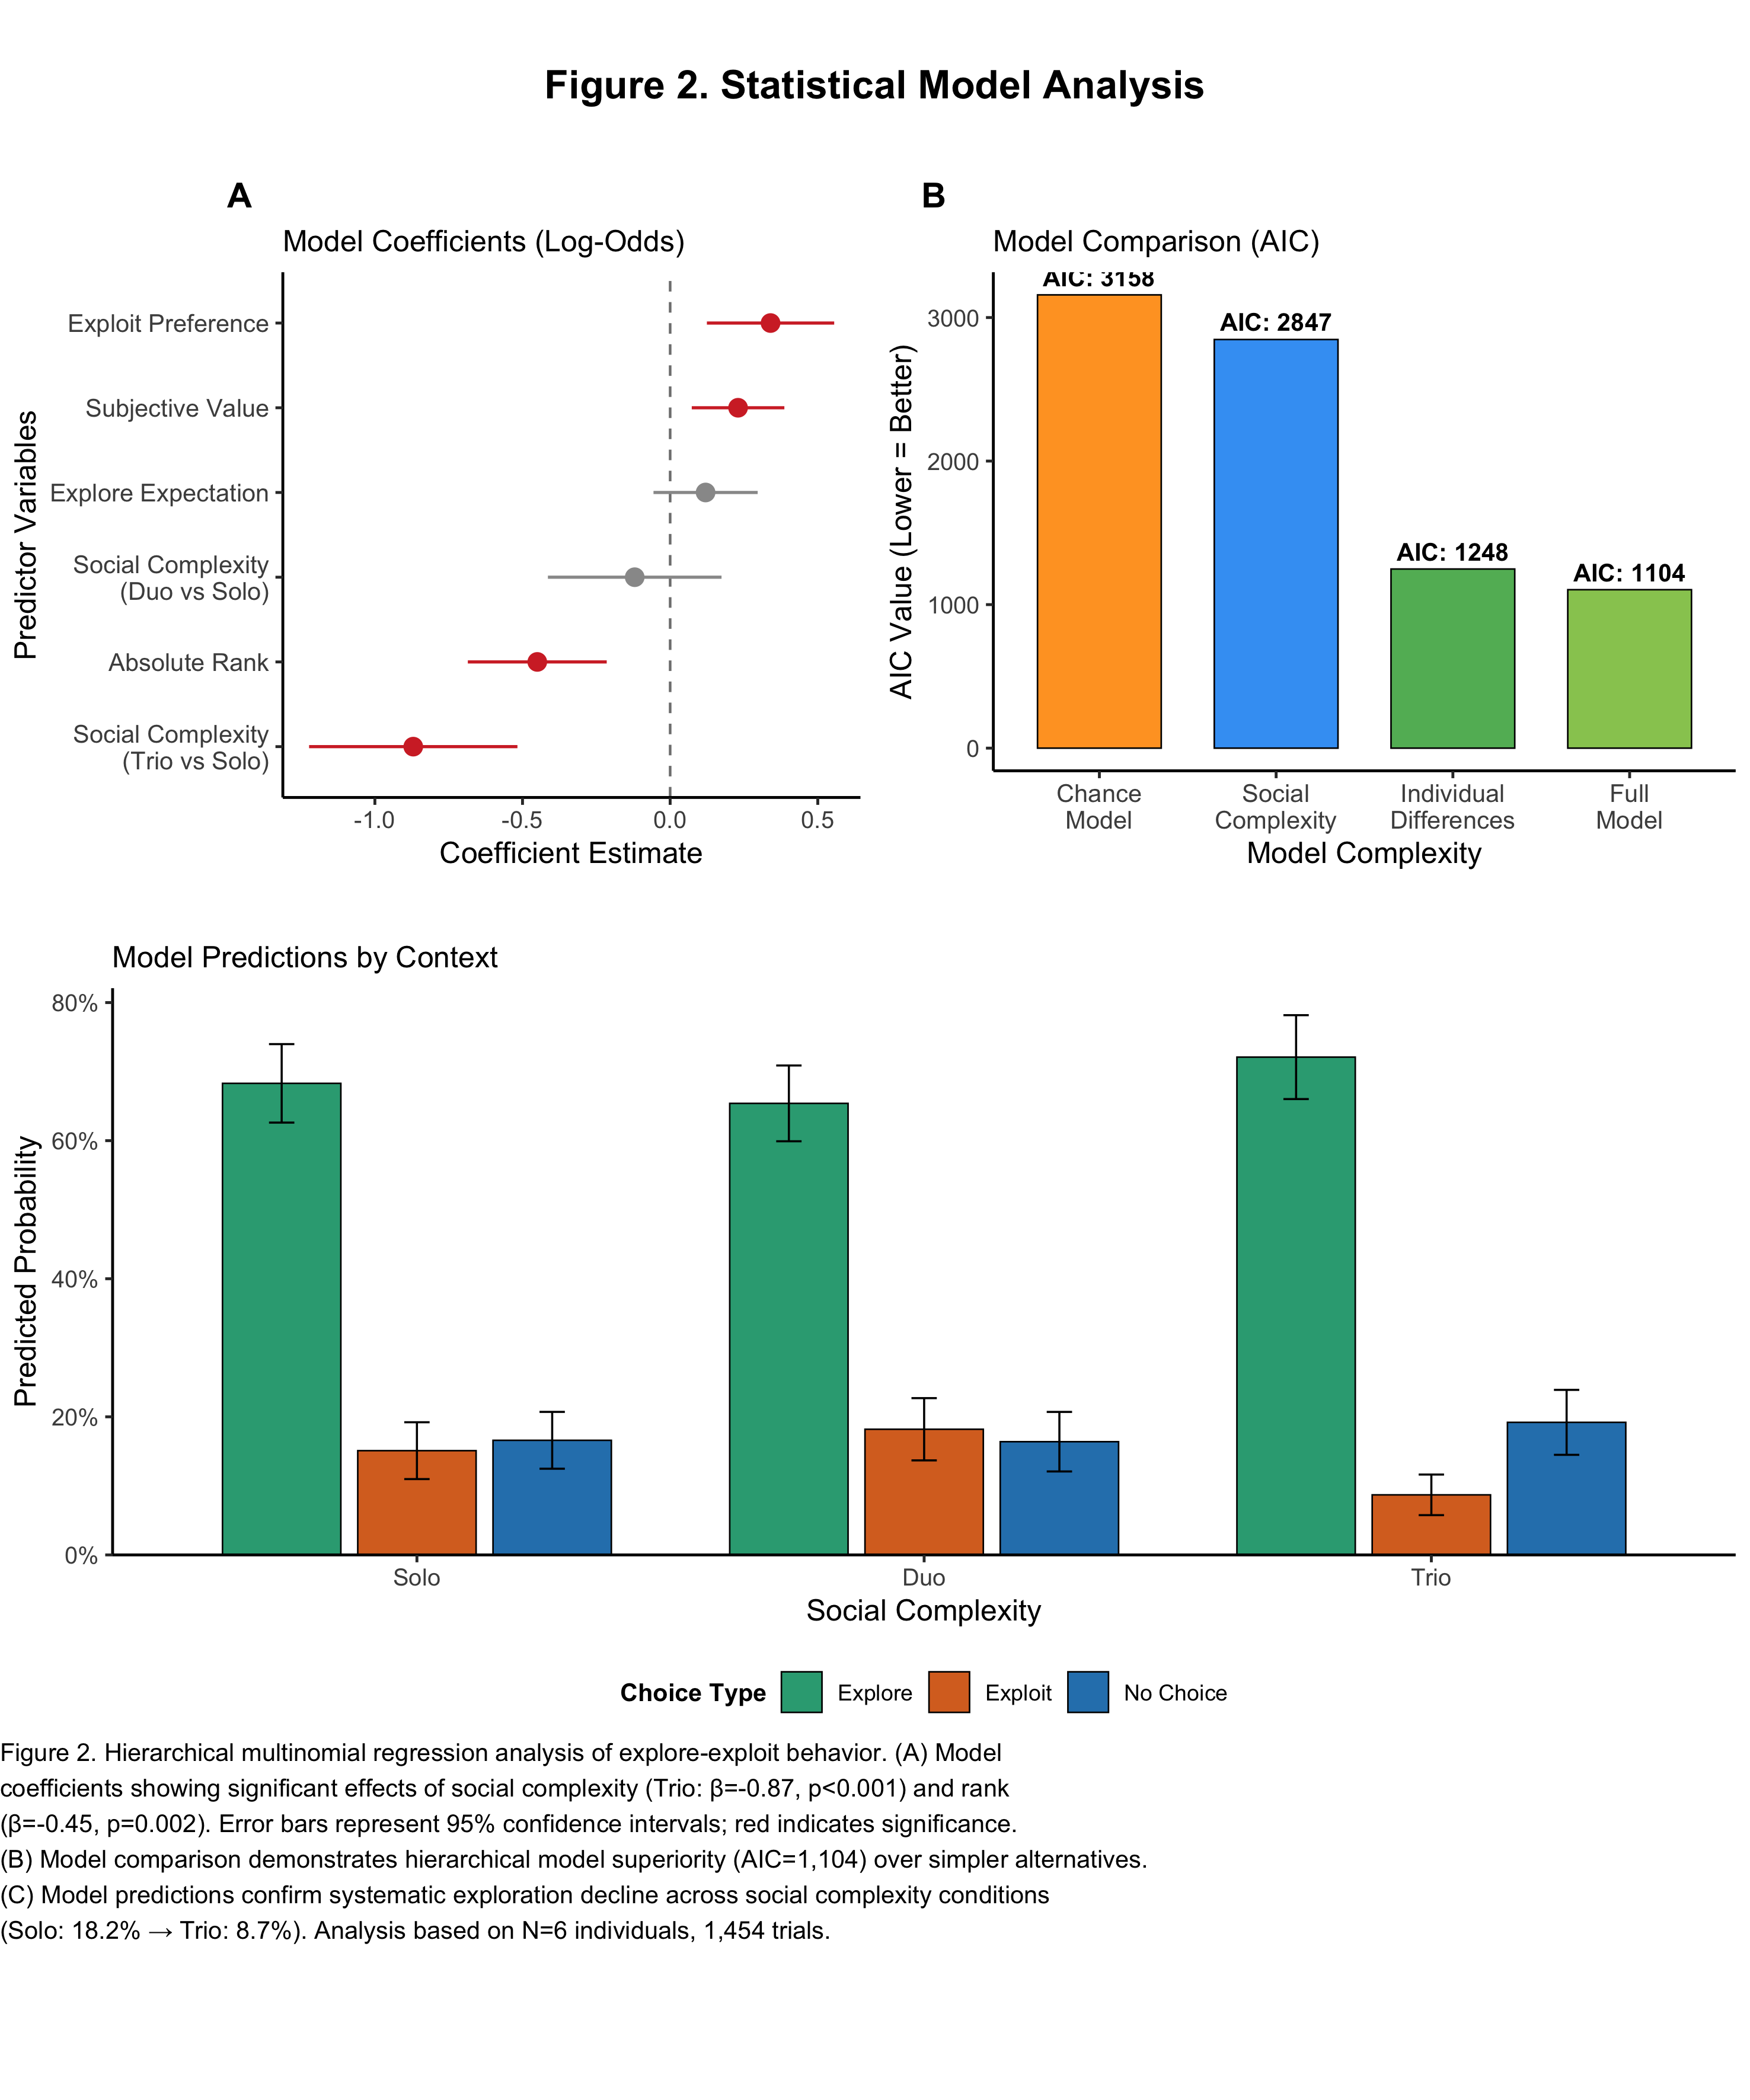 Figure 2. Statistical Model Analysis
A
Model Coefficients (Log-Odds)
Predictor Variables
Exploit Preference
Subjective Value
Explore Expectation
Social Complexity
(Duo vs Solo)
Absolute Rank
Social Complexity
(Trio vs Solo)
-1.0
-0.5
0.0
0.5
Coefficient Estimate
B
Model Comparison (AIC)
AIC Value (Lower = Better)
3000
2000
1000
0
AIC: 3158
AIC: 2847
AIC: 1248
AIC: 1104
Chance
Model
Social
Complexity
Individual
Differences
Full
Model
Model Complexity
Model Predictions by Context
Predicted Probability
80%
60%
40%
20%
0%
Solo
Duo
Trio
Social Complexity
Choice Type Explore Exploit No Choice
Figure 2. Hierarchical multinomial regression analysis of explore-exploit behavior. (A) Model
coefficients showing significant effects of social complexity (Trio: β=-0.87, p<0.001) and rank
(β=-0.45, p=0.002). Error bars represent 95% confidence intervals; red indicates significance.
(B) Model comparison demonstrates hierarchical model superiority (AIC=1,104) over simpler alternatives.
(C) Model predictions confirm systematic exploration decline across social complexity conditions
(Solo: 18.2% → Trio: 8.7%). Analysis based on N=6 individuals, 1,454 trials.